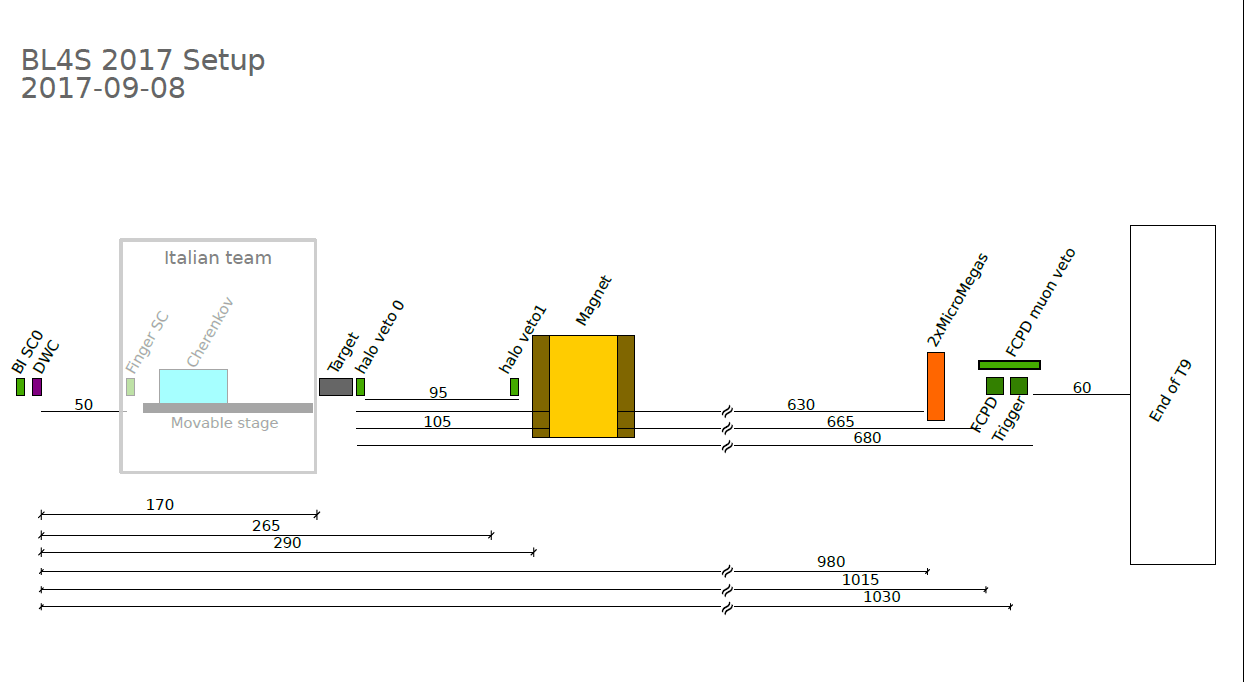 BL4S 2017 Setup
2017-09-08
Italian team
BI SC0
DWC
Finger SC
Cherenkov
Target
halo veto 0
halo veto1
Magnet
2xMicroMegas
FCPD muon veto
End of T9
FCPD
Trigger
Movable stage
50
95
105
630
665
680
60
170
265
290
980
1015
1030